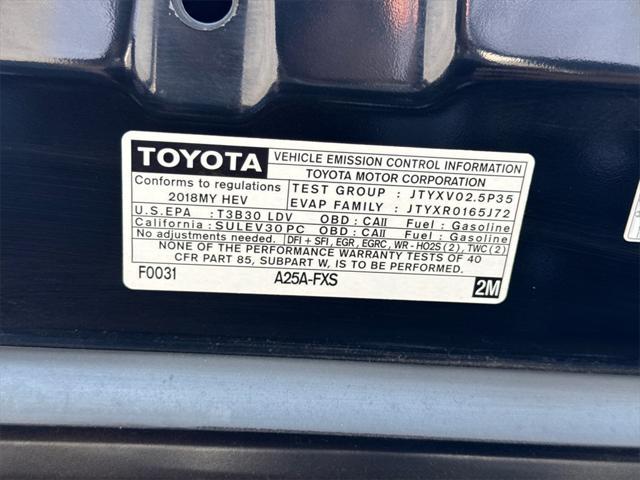 TOYOTA
VEHICLE EMISSION CONTROL INFORMATION
TOYOTA MOTOR CORPORATION
Conforms to regulations
2018MY HEV
TEST GROUP : JTYXV02.5P35
EVAP FAMILY : JTYXR0165J72
U.S.EPA : T3B30 LDV OBD : CAII Fuel : Gasoline
California : SULEV30 PC OBD : CAII Fuel : Gasoline
No adjustments needed. DFI + SFI, EGR, EGRC, WR-HO2S (2), TWC (2)
NONE OF THE PERFORMANCE WARRANTY TESTS OF 40
CFR PART 85, SUBPART W, IS TO BE PERFORMED.
F0031 A25A-FXS 2M